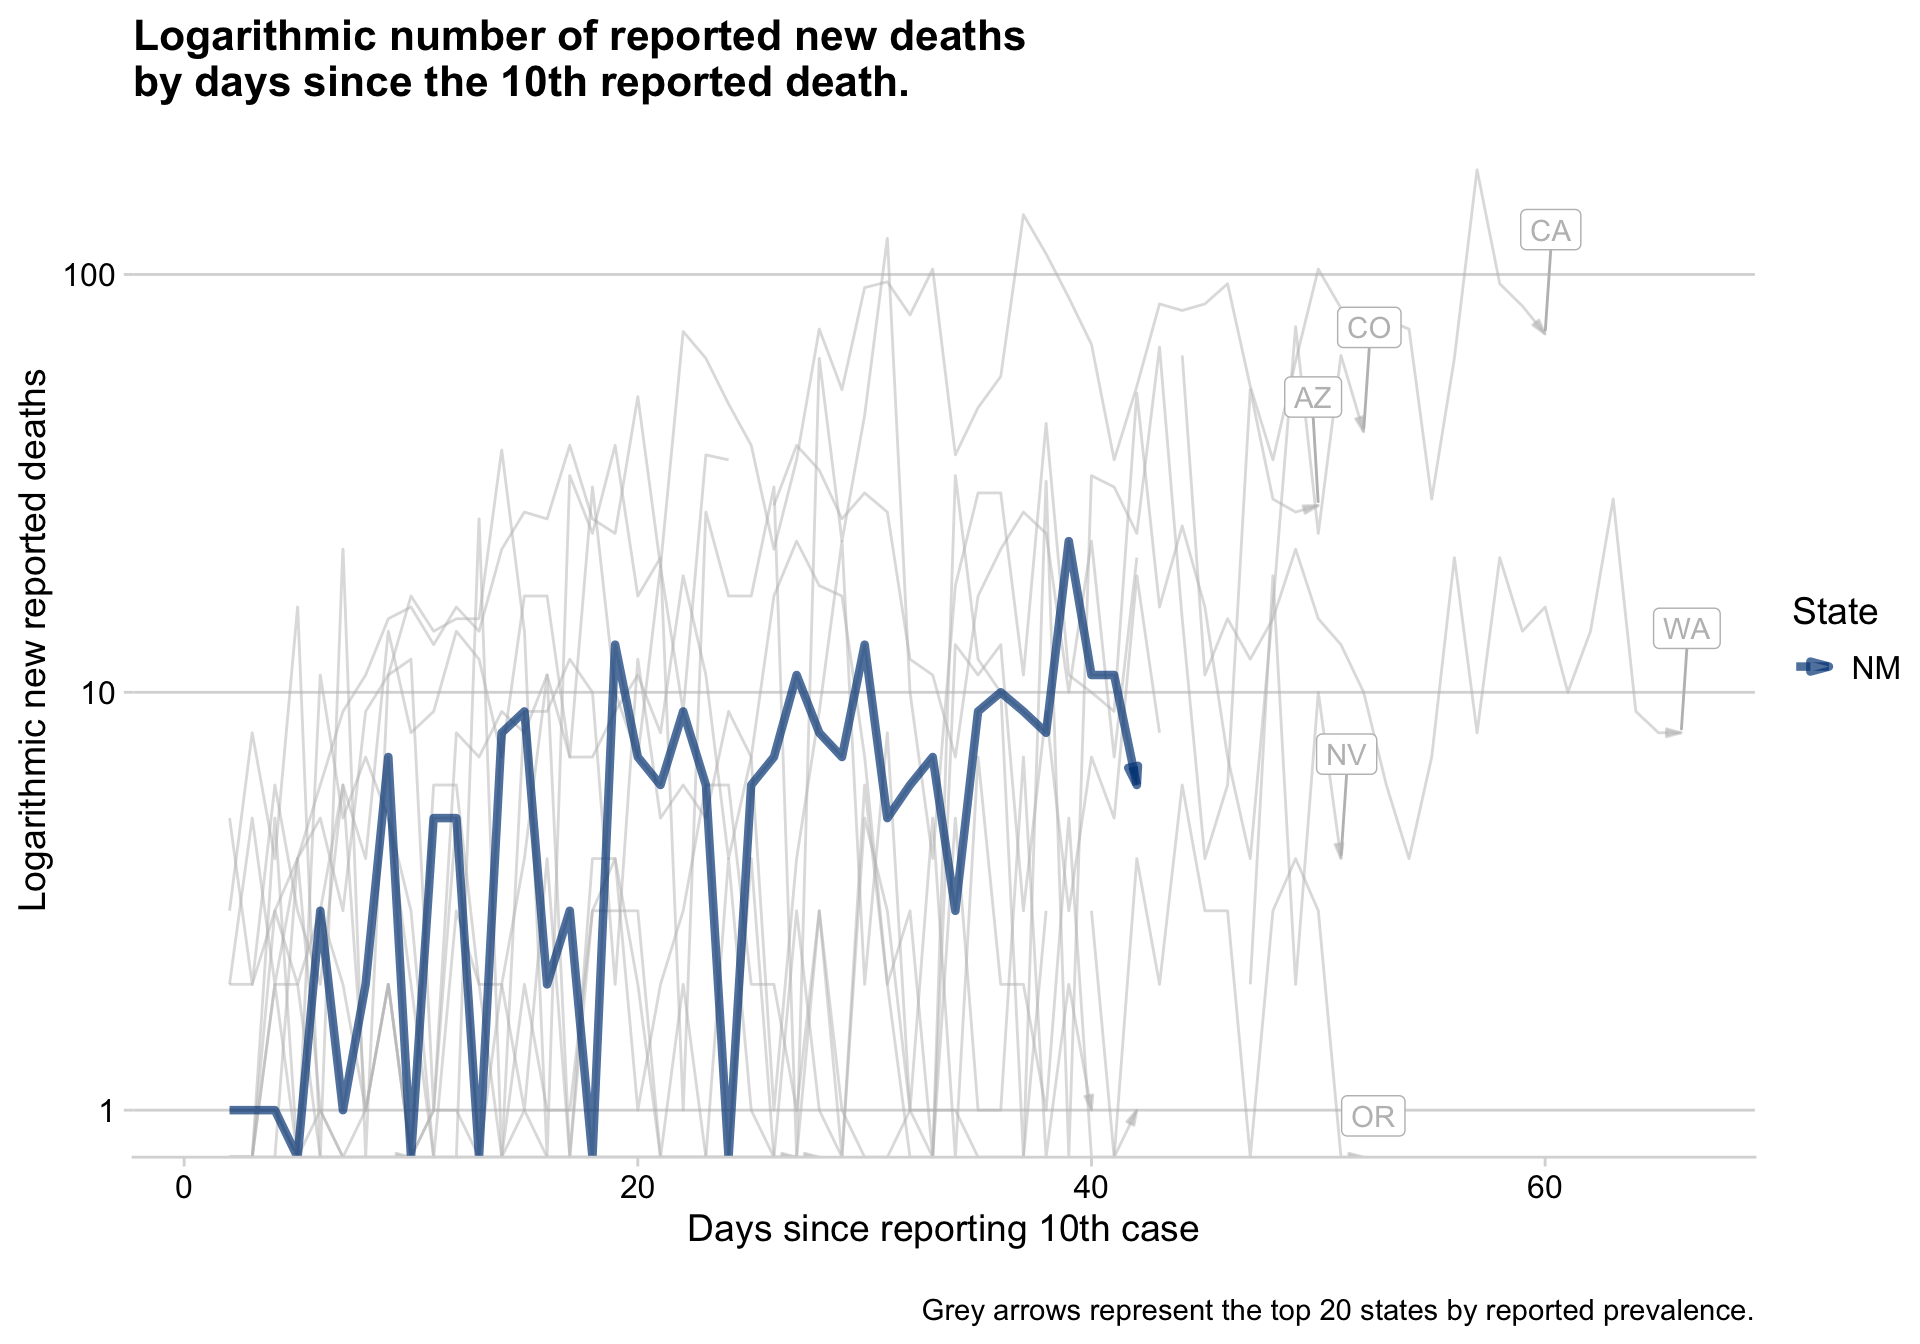 Logarithmic number of reported new deaths
by days since the 10th reported death.
Logarithmic new reported deaths
100
10
1
CA
CO
AZ
WA
NV
OR
State
NM
0
20
40
60
Days since reporting 10th case
Grey arrows represent the top 20 states by reported prevalence.